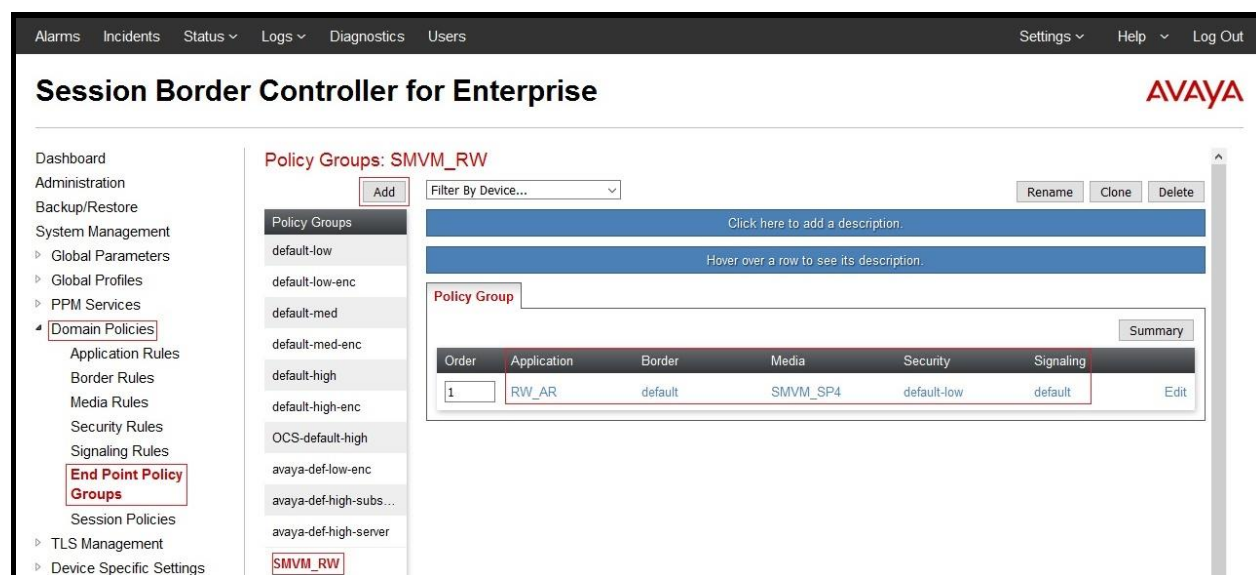 Alarms Incidents Status Logs Diagnostics Users Settings Help Log Out
Session Border Controller for Enterprise
AVAYA
Dashboard
Administration
Backup/Restore
System Management
Global Parameters
Global Profiles
PPM Services
Domain Policies
Application Rules
Border Rules
Media Rules
Security Rules
Signaling Rules
End Point Policy
Groups
Session Policies
TLS Management
Device Specific Settings
Policy Groups: SMVM_RW
Add
Policy Groups
default-low
default-low-enc
default-med
default-med-enc
default-high
default-high-enc
OCS-default-high
avaya-def-low-enc
avaya-def-high-subs...
avaya-def-high-server
SMVM_RW
Filter By Device...
Rename Clone Delete
Click here to add a description.
Hover over a row to see its description.
Policy Group
Summary
Order Application Border Media Security Signaling
1 RW_AR default SMVM_SP4 default-low default Edit